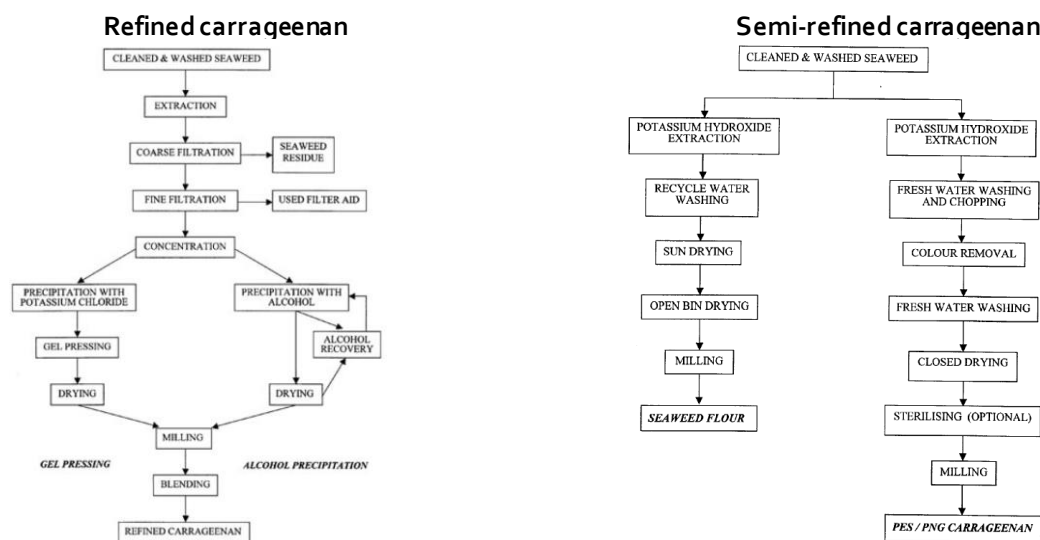 Refined carrageenan
CLEANED & WASHED SEAWEED
EXTRACTION
COARSE FILTRATION
SEAWEED
RESIDUE
FINE FILTRATION
USED FILTER AID
CONCENTRATION
PRECIPITATION WITH
POTASSIUM CHLORIDE
PRECIPITATION WITH
ALCOHOL
GEL PRESSING
ALCOHOL
RECOVERY
DRYING
DRYING
MILLING
GEL PRESSING
ALCOHOL PRECIPITATION
BLENDING
REFINED CARRAGEENAN
Semi-refined carrageenan
CLEANED & WASHED SEAWEED
POTASSIUM HYDROXIDE
EXTRACTION
RECYCLE WATER
WASHING
SUN DRYING
OPEN BIN DRYING
MILLING
SEAWEED FLOUR
POTASSIUM HYDROXIDE
EXTRACTION
FRESH WATER WASHING
AND CHOPPING
COLOUR REMOVAL
FRESH WATER WASHING
CLOSED DRYING
STERILISING (OPTIONAL)
MILLING
PES / PNG CARRAGEENAN